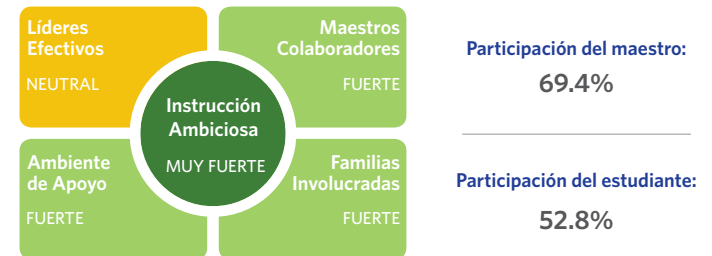 Líderes
Efectivos
NEUTRAL
Maestros
Colaboradores
FUERTE
Instrucción
Ambiciosa
MUY FUERTE
Ambiente
de Apoyo
FUERTE
Familias
Involucradas
FUERTE
Participación del maestro:
69.4%
Participación del estudiante:
52.8%